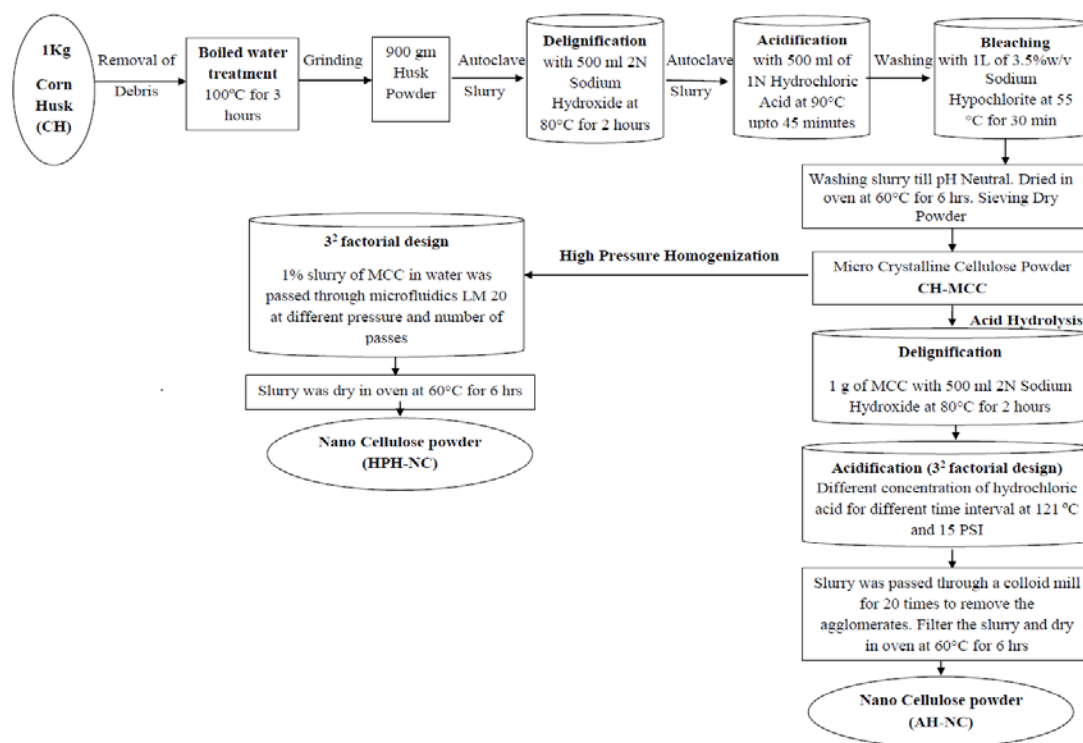 1Kg
Corn
Husk
(CH)
Removal of
Debris
Boiled water
treatment
100°C for 3
hours
Grinding
900 gm
Husk
Powder
Autoclave
Slurry
Delignification
with 500 ml 2N
Sodium
Hydroxide at
80°C for 2 hours
Autoclave
Slurry
Acidification
with 500 ml of
1N Hydrochloric
Acid at 90°C
upto 45 minutes
Washing
Bleaching
with 1L of 3.5%w/v
Sodium
Hypochlorite at 55
°C for 30 min
Washing slurry till pH Neutral. Dried in
oven at 60°C for 6 hrs. Sieving Dry
Powder
Micro Crystalline Cellulose Powder
CH-MCC
High Pressure Homogenization
3² factorial design
1% slurry of MCC in water was
passed through microfluidics LM 20
at different pressure and number of
passes
Slurry was dry in oven at 60°C for 6 hrs
Nano Cellulose powder
(HPH-NC)
Acid Hydrolysis
Delignification
1 g of MCC with 500 ml 2N Sodium
Hydroxide at 80°C for 2 hours
Acidification (3² factorial design)
Different concentration of hydrochloric
acid for different time interval at 121 °C
and 15 PSI
Slurry was passed through a colloid mill
for 20 times to remove the
agglomerates. Filter the slurry and dry
in oven at 60°C for 6 hrs
Nano Cellulose powder
(AH-NC)